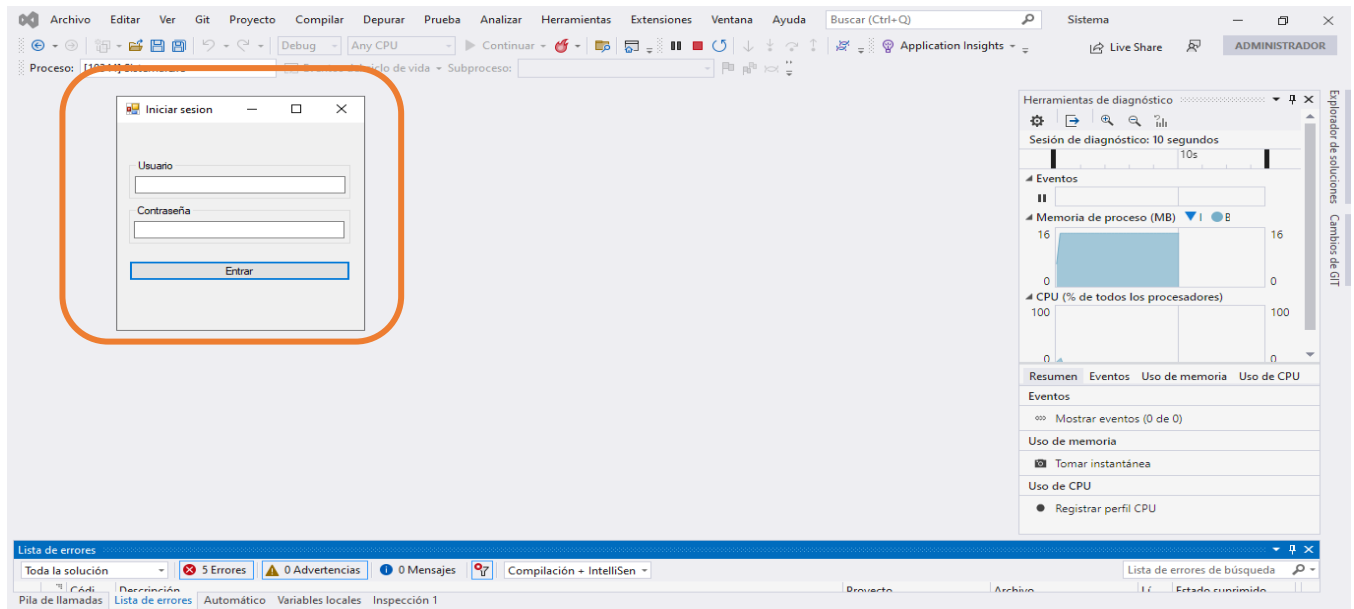 Archivo Editar Ver Git Proyecto Compilar Depurar Prueba Analizar Herramientas Extensiones Ventana Ayuda Buscar (Ctrl+Q) Sistema
Debug Any CPU Continuar Application Insights Live Share ADMINISTRADOR
Proceso: de vida Subproceso:
Iniciar sesion
Usuario
Contraseña
Entrar
Herramientas de diagnóstico
Sesión de diagnóstico: 10 segundos
10s
Eventos
Memoria de proceso (MB)
16 16
0 0
CPU (% de todos los procesadores)
100 100
0 0
Resumen Eventos Uso de memoria Uso de CPU
Eventos
Mostrar eventos (0 de 0)
Uso de memoria
Tomar instantánea
Uso de CPU
Registrar perfil CPU
Explorador de soluciones
Cambios de GIT
Lista de errores
Toda la solución 5 Errores 0 Advertencias 0 Mensajes Compilación + IntelliSen Lista de errores de búsqueda
Códi Descripción Proyecto Archivo Lí Estado suprimido
Pila de llamadas Lista de errores Automático Variables locales Inspección 1